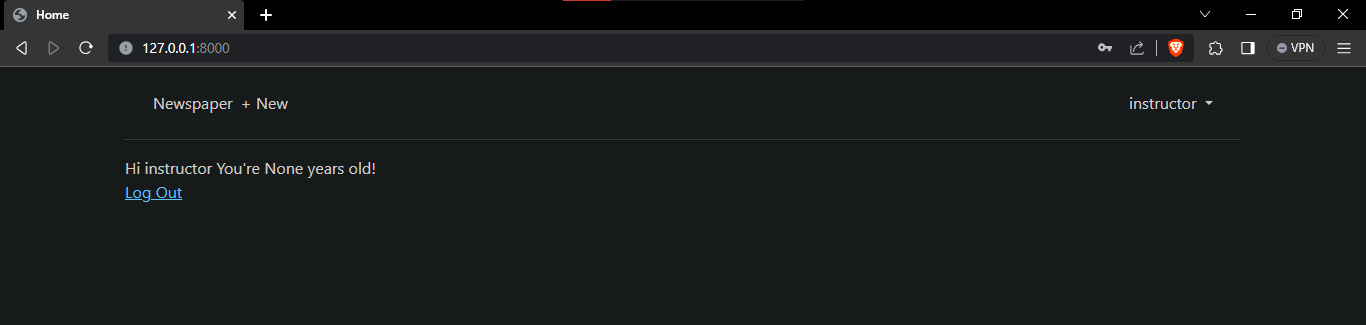 Home
127.0.0.1:8000
VPN
Newspaper + New
instructor
Hi instructor You're None years old!
Log Out